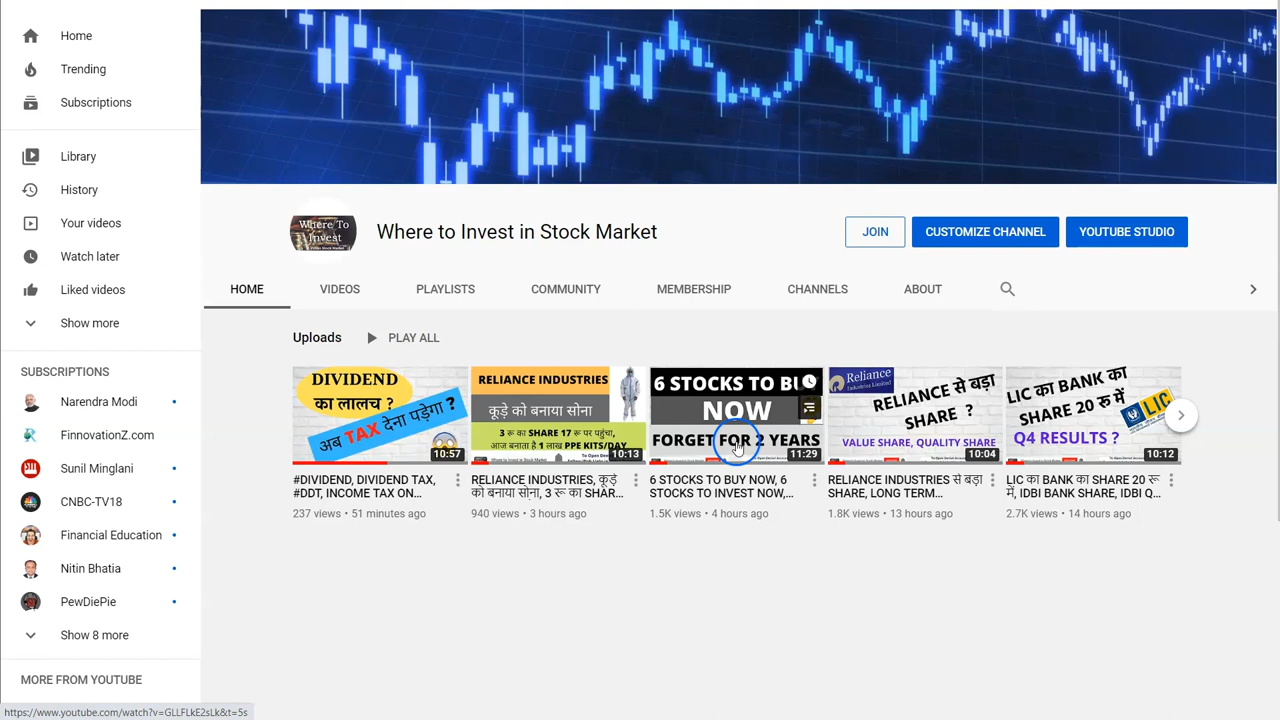 Home
Trending
Subscriptions
Library
History
Your videos
Watch later
Liked videos
Show more
SUBSCRIPTIONS
Narendra Modi
FinnovationZ.com
Sunil Minglani
CNBC-TV18
Financial Education
Nitin Bhatia
PewDiePie
Show 8 more
MORE FROM YOUTUBE
https://www.youtube.com/watch?v=GLLFLkE2sLk&t=5s
Where To
Invest
Where to Invest in Stock Market
JOIN
CUSTOMIZE CHANNEL
YOUTUBE STUDIO
HOME
VIDEOS
PLAYLISTS
COMMUNITY
MEMBERSHIP
CHANNELS
ABOUT
Uploads
PLAY ALL
DIVIDEND
का लालच ?
अब TAX देना पड़ेगा ?
10:57
#DIVIDEND, DIVIDEND TAX,
#DDT, INCOME TAX ON...
237 views • 51 minutes ago
RELIANCE INDUSTRIES
कूड़े को बनाया सोना
3 रू का SHARE 17 रू पर पहुंचा,
आज बनाता है 1 लाख PPE KITS/DAY
10:13
RELIANCE INDUSTRIES, कूड़े
को बनाया सोना, 3 रू का SHAR...
940 views • 3 hours ago
6 STOCKS TO BU
NOW
FORGET FOR 2 YEARS
11:29
6 STOCKS TO BUY NOW, 6
STOCKS TO INVEST NOW,...
1.5K views • 4 hours ago
Reliance
Industries Limited
RELIANCE से बड़ा
SHARE ?
VALUE SHARE, QUALITY SHARE
10:04
RELIANCE INDUSTRIES से बड़ा
SHARE, LONG TERM...
1.8K views • 13 hours ago
LIC का BANK का
SHARE 20 रू में
LIC
Q4 RESULTS ?
10:12
LIC का BANK का SHARE 20 रू
में, IDBI BANK SHARE, IDBI Q...
2.7K views • 14 hours ago